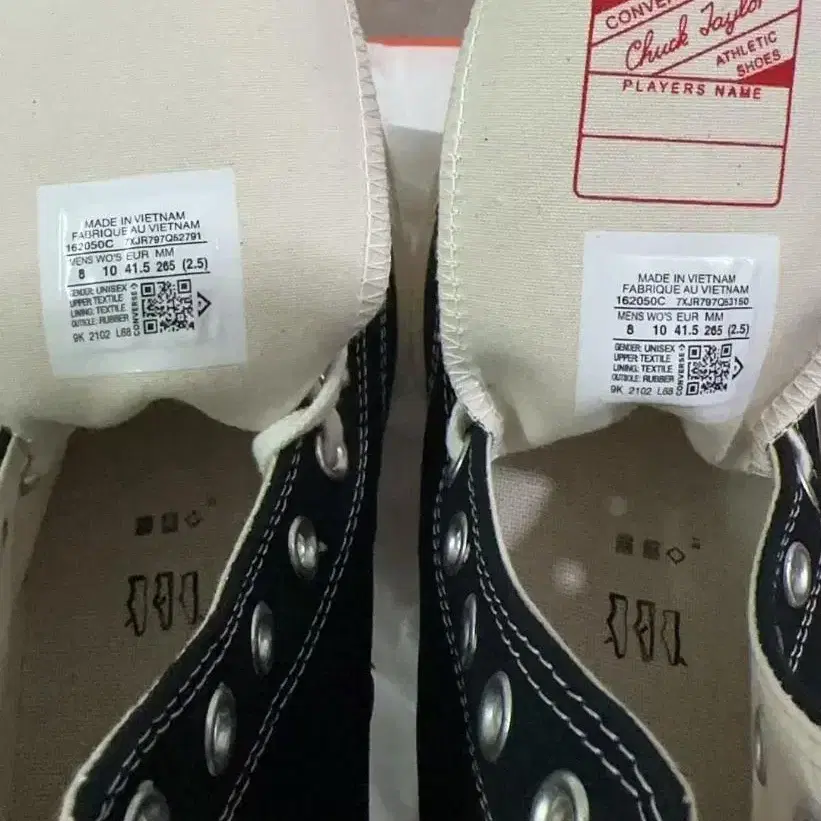 MADE IN VIETNAM
FABRIQUE AU VIETNAM
162050C 7XJR797Q52791
MENS WO'S EUR MM
8 10 41.5 265 (2.5)
GENDER: UNISEX
UPPER: TEXTILE
LINING: TEXTILE
OUTSOLE: RUBBER
CONVERSE
9K 2102 L68
CONVER
Chuck Taylor
ATHLETIC
SHOES
PLAYERS NAME
MADE IN VIETNAM
FABRIQUE AU VIETNAM
162050C 7XJR797Q53150
MENS WO'S EUR MM
8 10 41.5 265 (2.5)
GENDER: UNISEX
UPPER: TEXTILE
LINING: TEXTILE
OUTSOLE: RUBBER
CONVERSE
9K 2102 L68